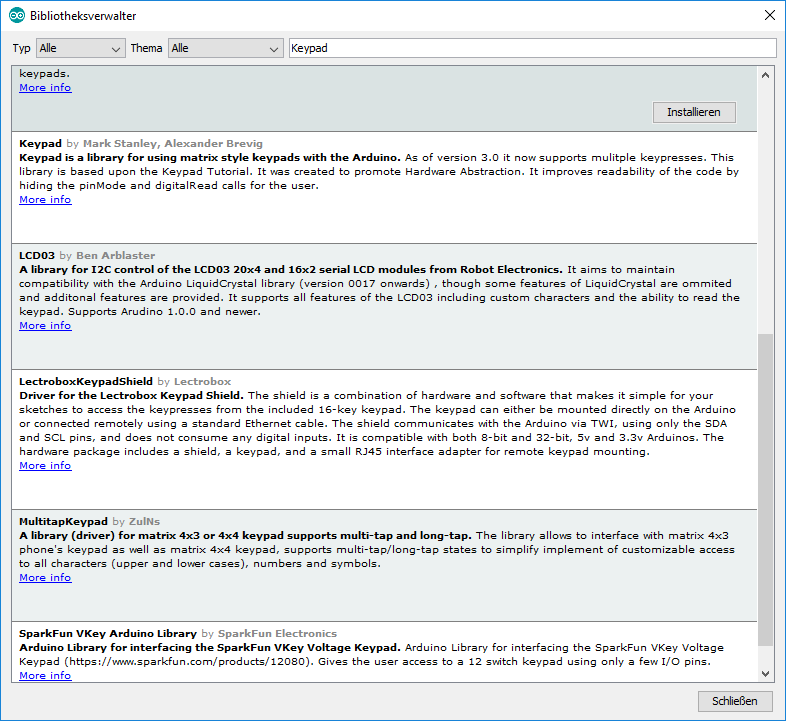 Bibliotheksverwalter
Typ Alle Thema Alle Keypad
keypads.
More info
Installieren
Keypad by Mark Stanley, Alexander Brevig
Keypad is a library for using matrix style keypads with the Arduino. As of version 3.0 it now supports mulitple keypresses. This
library is based upon the Keypad Tutorial. It was created to promote Hardware Abstraction. It improves readability of the code by
hiding the pinMode and digitalRead calls for the user.
More info
LCD03 by Ben Arblaster
A library for I2C control of the LCD03 20x4 and 16x2 serial LCD modules from Robot Electronics. It aims to maintain
compatibility with the Arduino LiquidCrystal library (version 0017 onwards) , though some features of LiquidCrystal are ommited
and additonal features are provided. It supports all features of the LCD03 including custom characters and the ability to read the
keypad. Supports Arudino 1.0.0 and newer.
More info
LectroboxKeypadShield by Lectrobox
Driver for the Lectrobox Keypad Shield. The shield is a combination of hardware and software that makes it simple for your
sketches to access the keypresses from the included 16-key keypad. The keypad can either be mounted directly on the Arduino
or connected remotely using a standard Ethernet cable. The shield communicates with the Arduino via TWI, using only the SDA
and SCL pins, and does not consume any digital inputs. It is compatible with both 8-bit and 32-bit, 5v and 3.3v Arduinos. The
hardware package includes a shield, a keypad, and a small RJ45 interface adapter for remote keypad mounting.
More info
MultitapKeypad by ZulNs
A library (driver) for matrix 4x3 or 4x4 keypad supports multi-tap and long-tap. The library allows to interface with matrix 4x3
phone's keypad as well as matrix 4x4 keypad, supports multi-tap/long-tap states to simplify implement of customizable access
to all characters (upper and lower cases), numbers and symbols.
More info
SparkFun VKey Arduino Library by SparkFun Electronics
Arduino Library for interfacing the SparkFun VKey Voltage Keypad. Arduino Library for interfacing the SparkFun VKey Voltage
Keypad (https://www.sparkfun.com/products/12080). Gives the user access to a 12 switch keypad using only a few I/O pins.
More info
Schließen